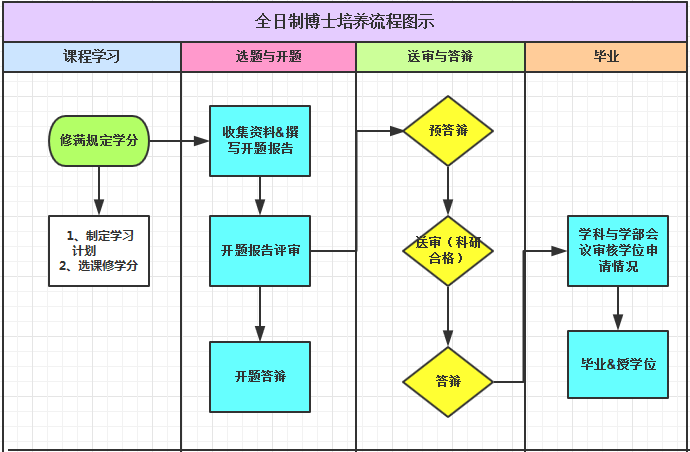 全日制博士培养流程图示
课程学习
选题与开题
送审与答辩
毕业
修满规定学分
1、制定学习
计划
2、选课修学分
收集资料&撰
写开题报告
开题报告评审
开题答辩
预答辩
送审（科研
合格）
答辩
学科与学部会
议审核学位申
请情况
毕业&授学位